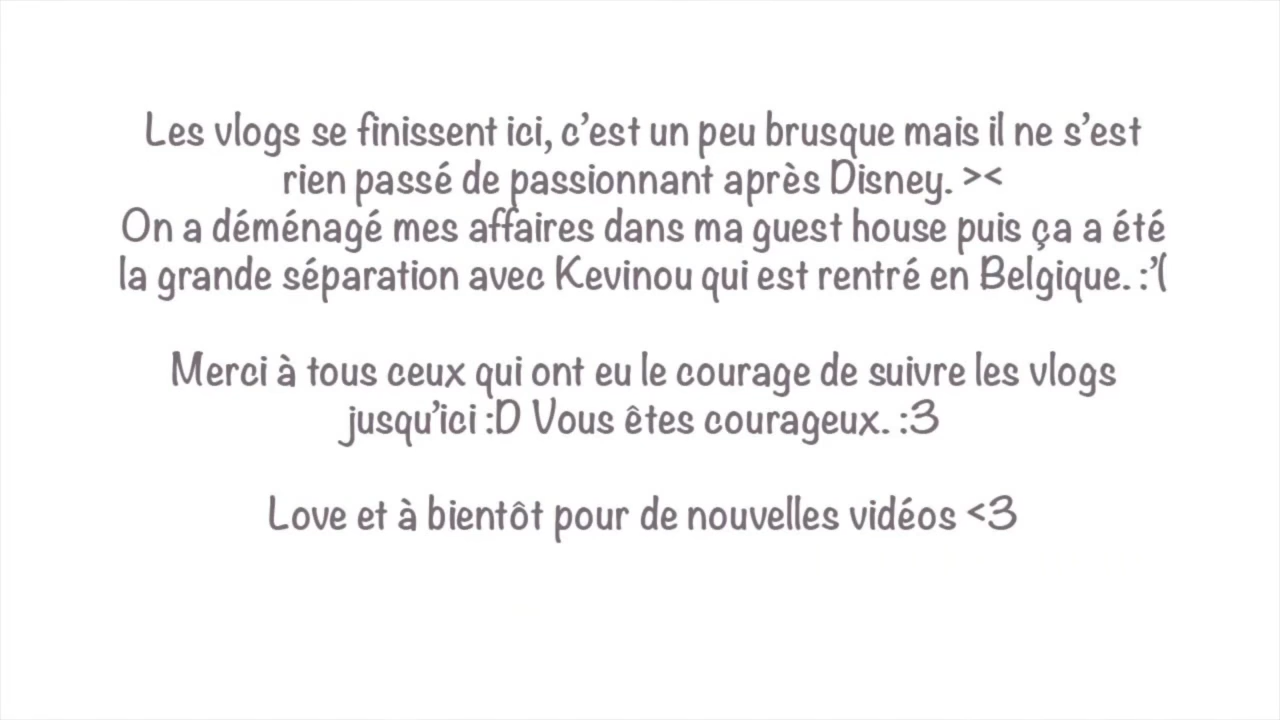 Les vlogs se finissent ici, c’est un peu brusque mais il ne s’est
rien passé de passionnant après Disney. ><
On a déménagé mes affaires dans ma guest house puis ça a été
la grande séparation avec Kevinou qui est rentré en Belgique. :’(
Merci à tous ceux qui ont eu le courage de suivre les vlogs
jusqu’ici :D Vous êtes courageux. :3
Love et à bientôt pour de nouvelles vidéos <3